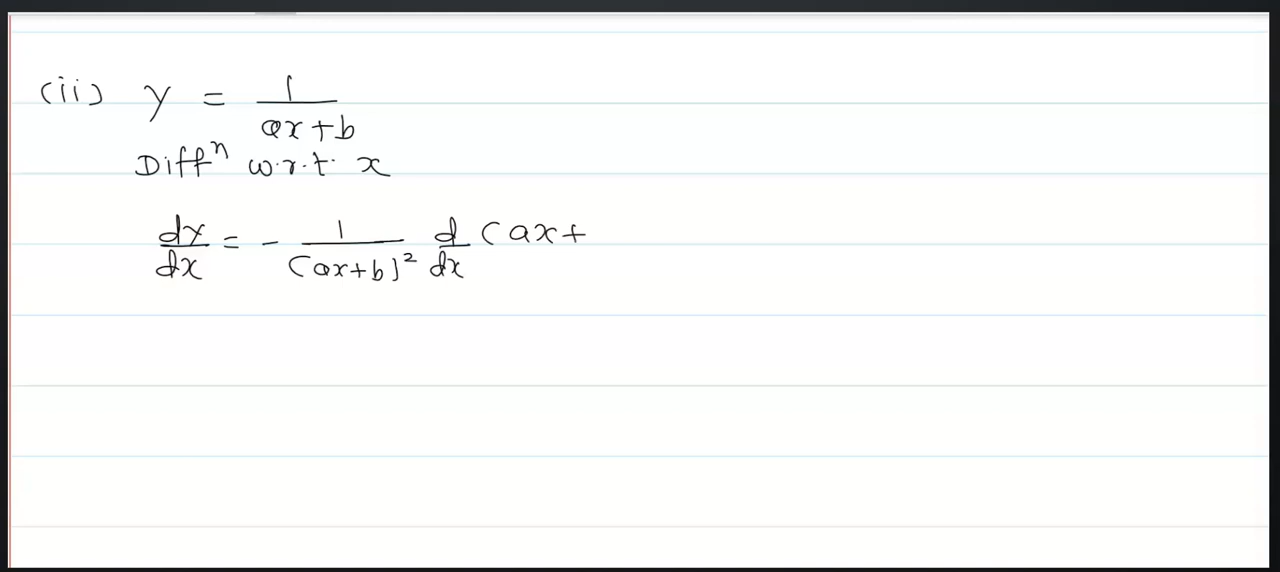 (ii) y = 1/(ax+b)
Diffⁿ w.r.t. x
dy/dx = - 1/(ax+b)² d/dx (ax+